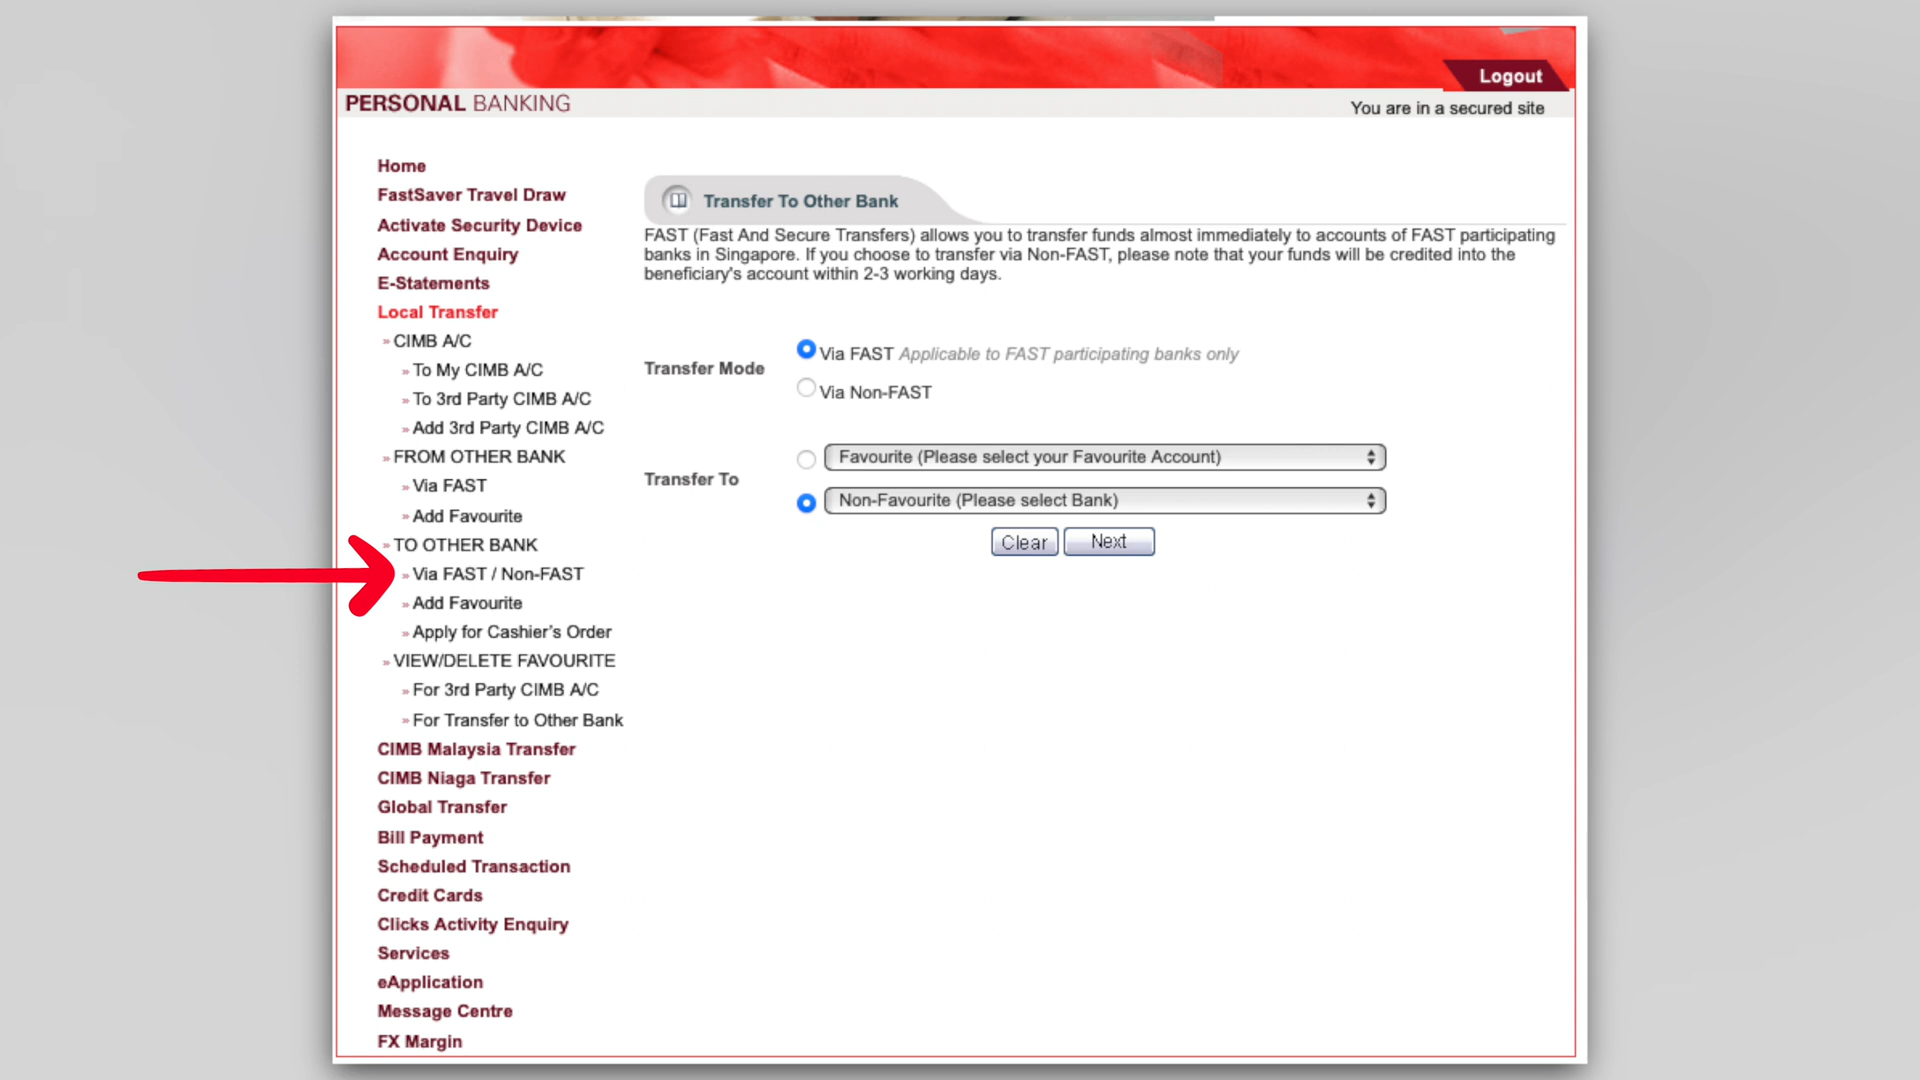 Logout
PERSONAL BANKING
You are in a secured site
Home
FastSaver Travel Draw
Activate Security Device
Account Enquiry
E-Statements
Local Transfer
» CIMB A/C
» To My CIMB A/C
» To 3rd Party CIMB A/C
» Add 3rd Party CIMB A/C
» FROM OTHER BANK
» Via FAST
» Add Favourite
» TO OTHER BANK
» Via FAST / Non-FAST
» Add Favourite
» Apply for Cashier's Order
» VIEW/DELETE FAVOURITE
» For 3rd Party CIMB A/C
» For Transfer to Other Bank
CIMB Malaysia Transfer
CIMB Niaga Transfer
Global Transfer
Bill Payment
Scheduled Transaction
Credit Cards
Clicks Activity Enquiry
Services
eApplication
Message Centre
FX Margin
Transfer To Other Bank
FAST (Fast And Secure Transfers) allows you to transfer funds almost immediately to accounts of FAST participating
banks in Singapore. If you choose to transfer via Non-FAST, please note that your funds will be credited into the
beneficiary's account within 2-3 working days.
Transfer Mode
Via FAST Applicable to FAST participating banks only
Via Non-FAST
Transfer To
Favourite (Please select your Favourite Account)
Non-Favourite (Please select Bank)
Clear Next